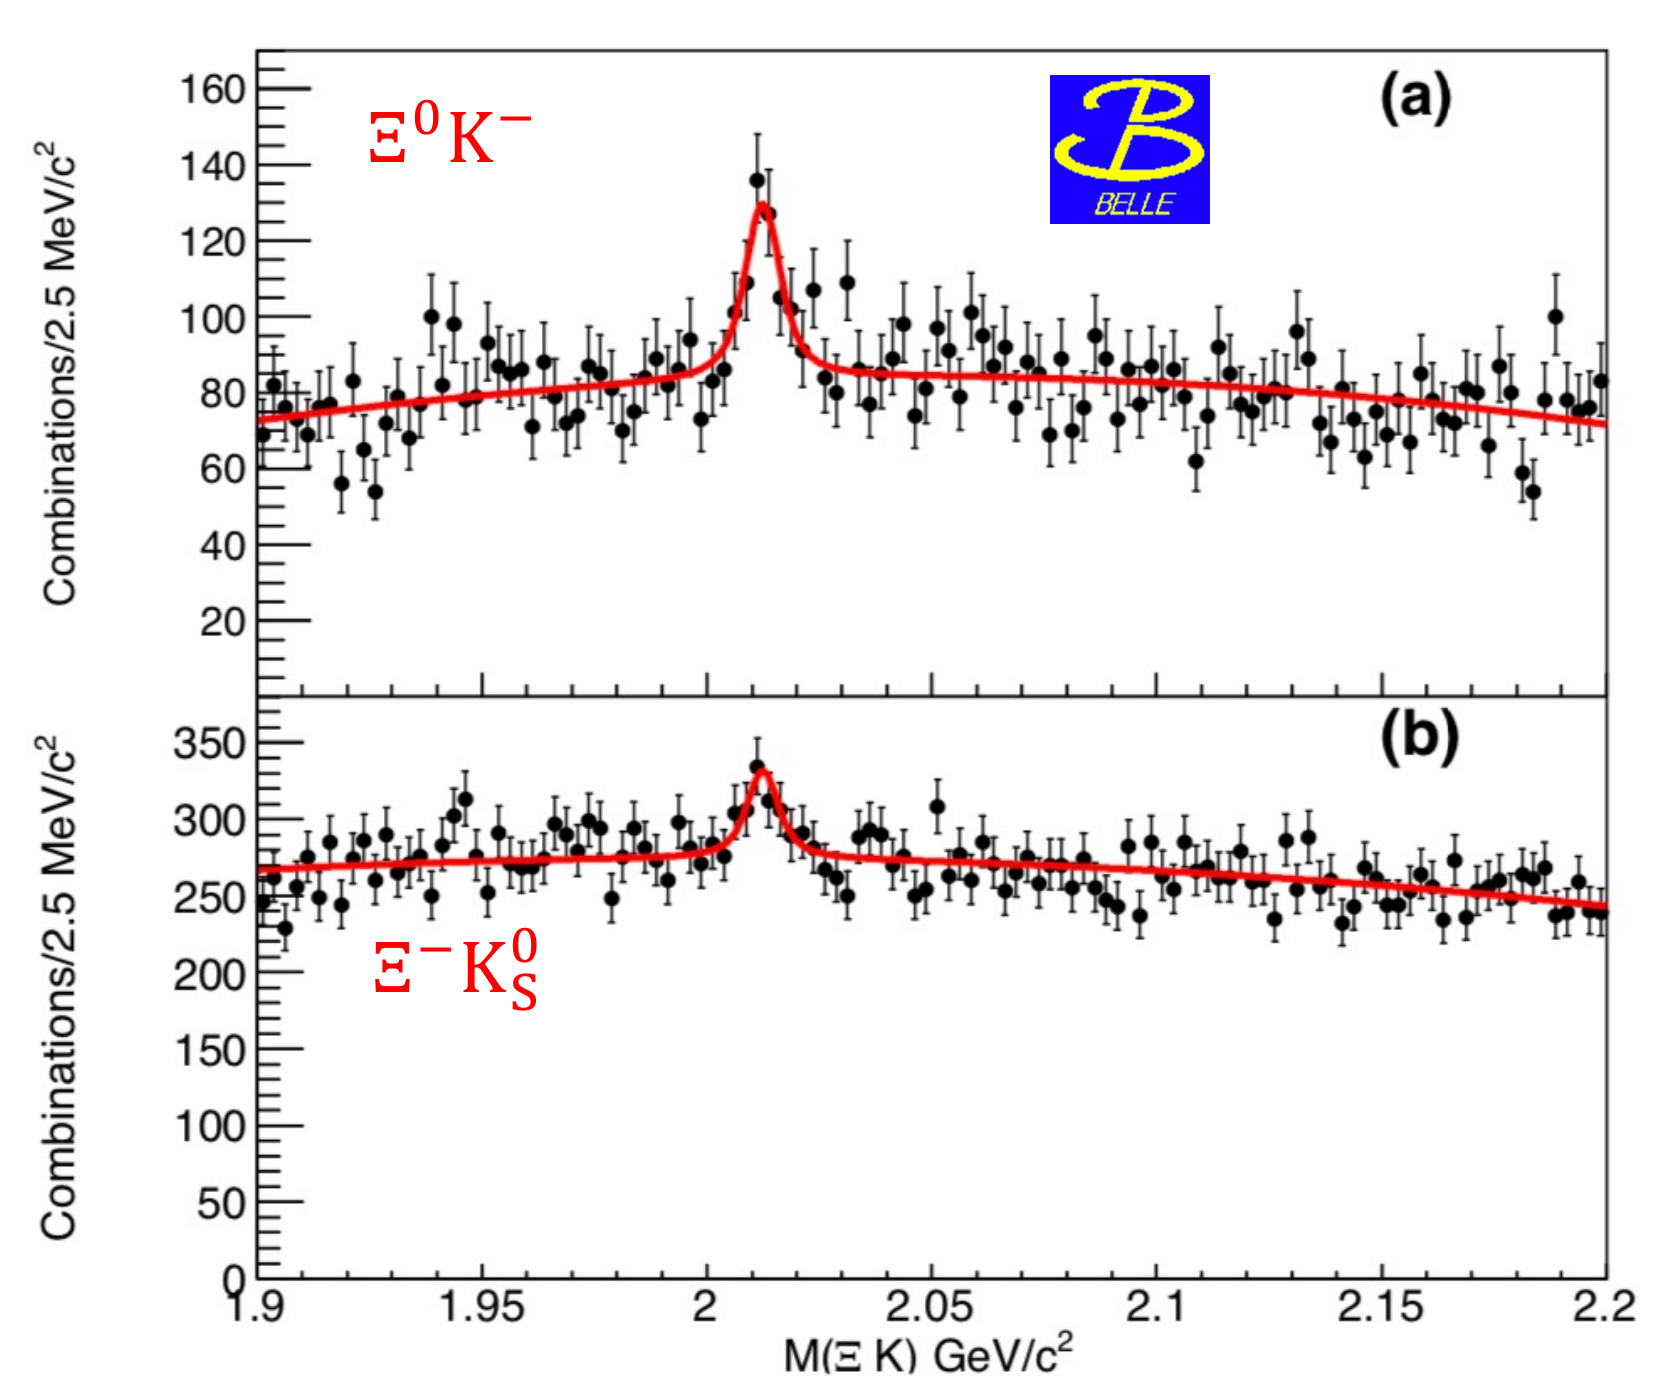 Combinations/2.5 MeV/c²
160
140
120
100
80
60
40
20
Ξ⁰K⁻
B
BELLE
(a)
Combinations/2.5 MeV/c²
350
300
250
200
150
100
50
0
(b)
Ξ⁻K⁰_S
1.9 1.95 2 2.05 2.1 2.15 2.2
M(Ξ K) GeV/c²